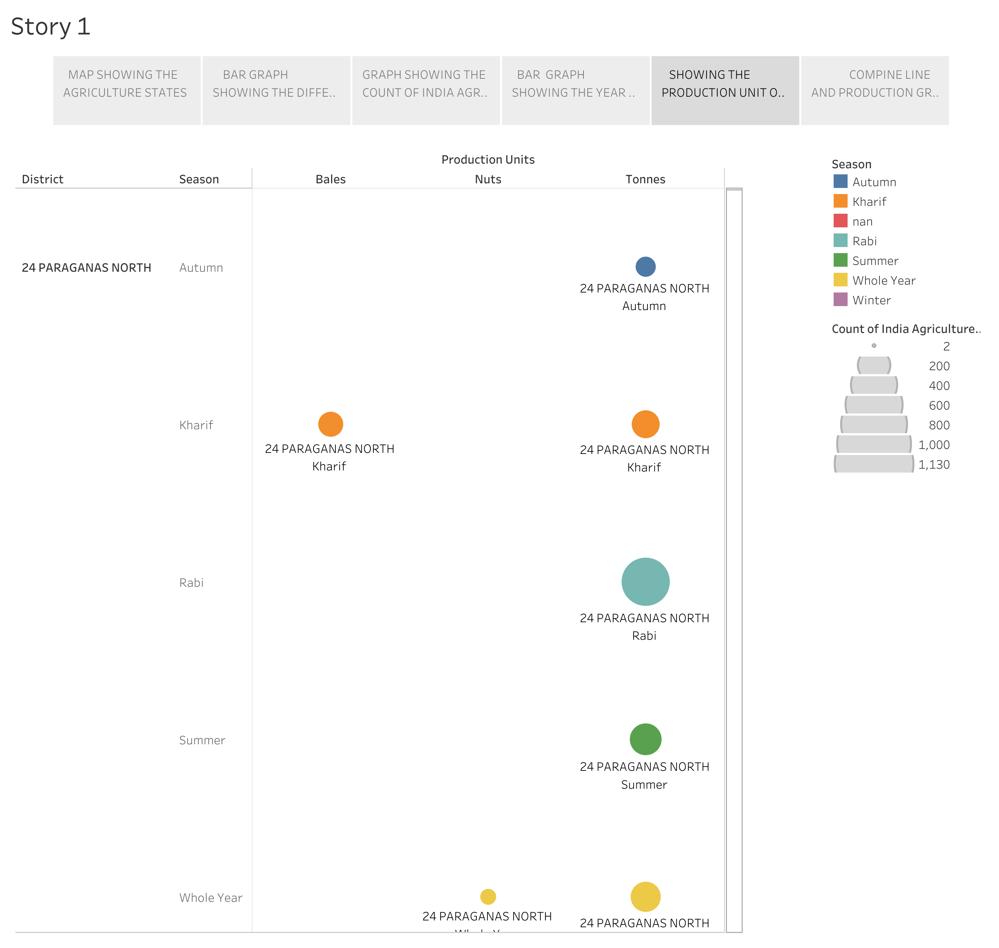 Story 1
MAP SHOWING THE
AGRICULTURE STATES
BAR GRAPH
SHOWING THE DIFFE..
GRAPH SHOWING THE
COUNT OF INDIA AGR..
BAR GRAPH
SHOWING THE YEAR ..
SHOWING THE
PRODUCTION UNIT O..
COMPINE LINE
AND PRODUCTION GR..
Production Units
District Season Bales Nuts Tonnes
24 PARAGANAS NORTH Autumn
24 PARAGANAS NORTH
Autumn
Kharif
24 PARAGANAS NORTH
Kharif
24 PARAGANAS NORTH
Kharif
Rabi
24 PARAGANAS NORTH
Rabi
Summer
24 PARAGANAS NORTH
Summer
Whole Year
24 PARAGANAS NORTH
24 PARAGANAS NORTH
Season
Autumn
Kharif
nan
Rabi
Summer
Whole Year
Winter
Count of India Agriculture..
2
200
400
600
800
1,000
1,130